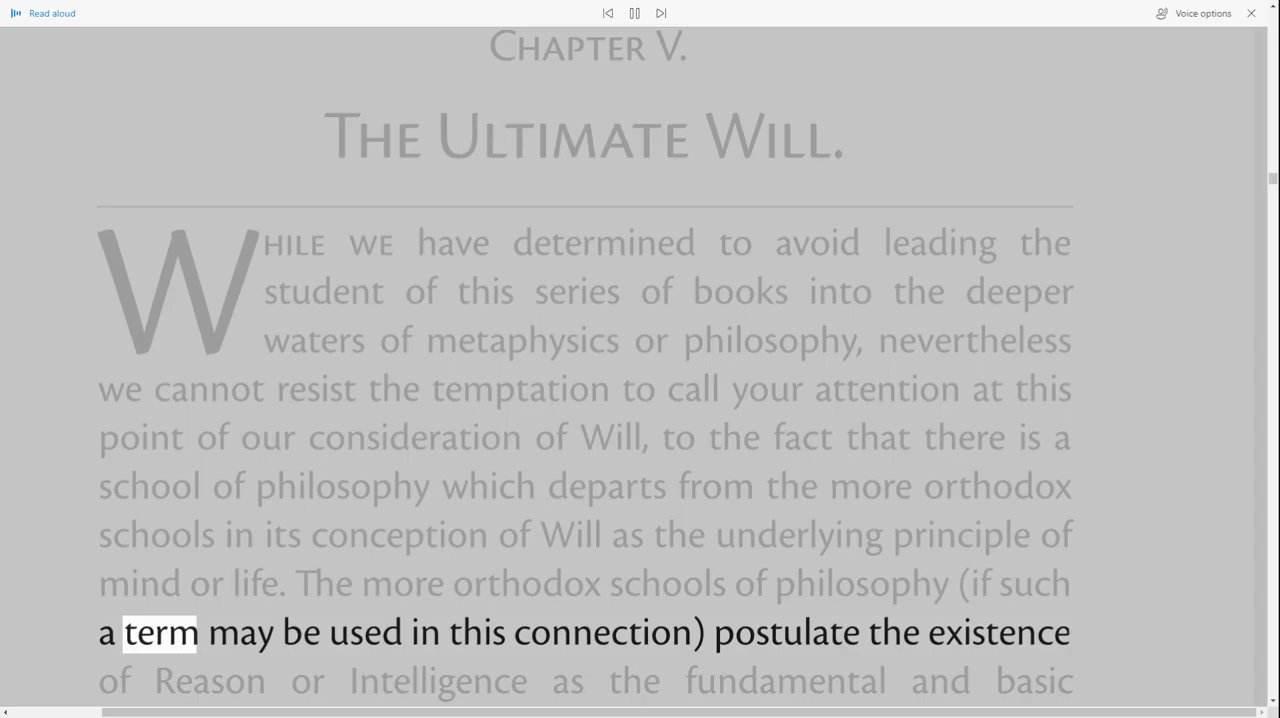 Read aloud
Voice options
CHAPTER V.
THE ULTIMATE WILL.
WHILE WE have determined to avoid leading the
student of this series of books into the deeper
waters of metaphysics or philosophy, nevertheless
we cannot resist the temptation to call your attention at this
point of our consideration of Will, to the fact that there is a
school of philosophy which departs from the more orthodox
schools in its conception of Will as the underlying principle of
mind or life. The more orthodox schools of philosophy (if such
a term may be used in this connection) postulate the existence
of Reason or Intelligence as the fundamental and basic